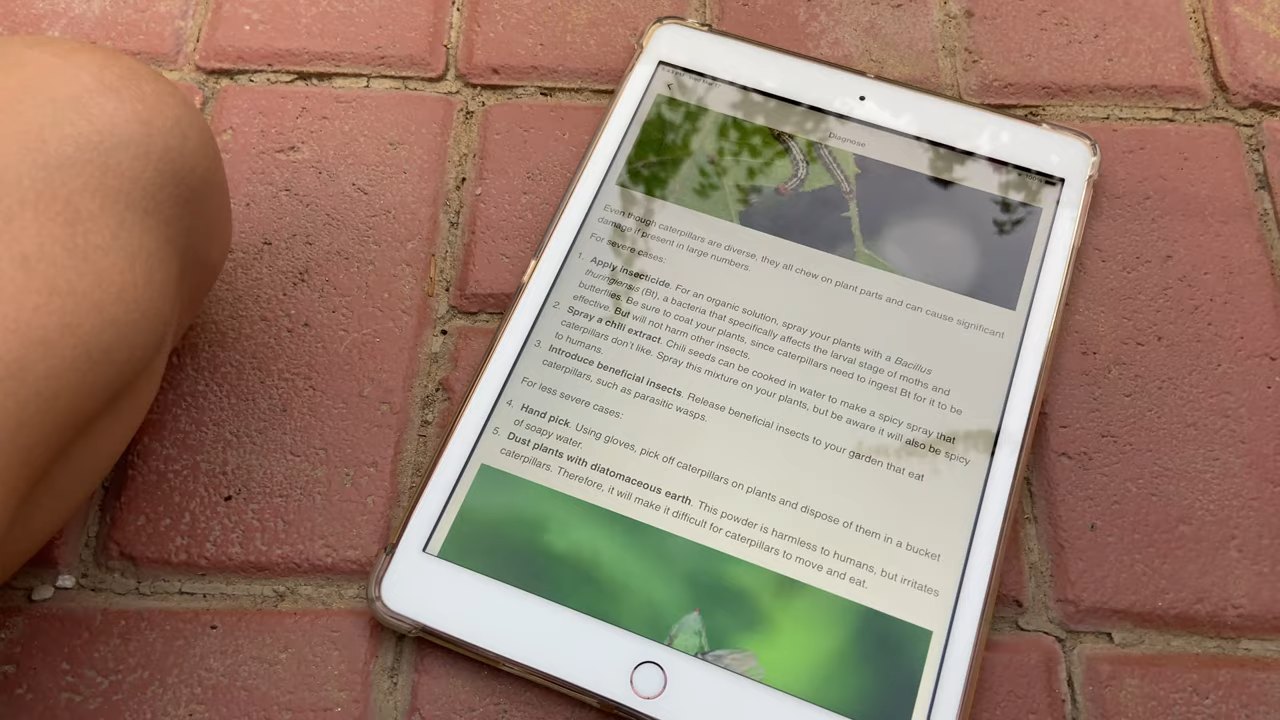 Diagnose
100%
Even though caterpillars are diverse, they all chew on plant parts and can cause significant
damage if present in large numbers.
For severe cases:
1. Apply insecticide. For an organic solution, spray your plants with a Bacillus
thuringiensis (Bt), a bacteria that specifically affects the larval stage of moths and
butterflies. Be sure to coat your plants, since caterpillars need to ingest Bt for it to be
effective. But will not harm other insects.
2. Spray a chili extract. Chili seeds can be cooked in water to make a spicy spray that
caterpillars don't like. Spray this mixture on your plants, but be aware it will also be spicy
to humans.
3. Introduce beneficial insects. Release beneficial insects to your garden that eat
caterpillars, such as parasitic wasps.
For less severe cases:
4. Hand pick. Using gloves, pick off caterpillars on plants and dispose of them in a bucket
of soapy water.
5. Dust plants with diatomaceous earth. This powder is harmless to humans, but irritates
caterpillars. Therefore, it will make it difficult for caterpillars to move and eat.